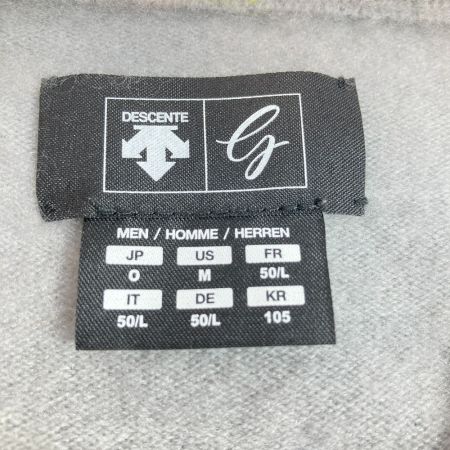 DESCENTE
G
MEN / HOMME / HERREN
JP US FR
O M 50/L
IT DE KR
50/L 50/L 105